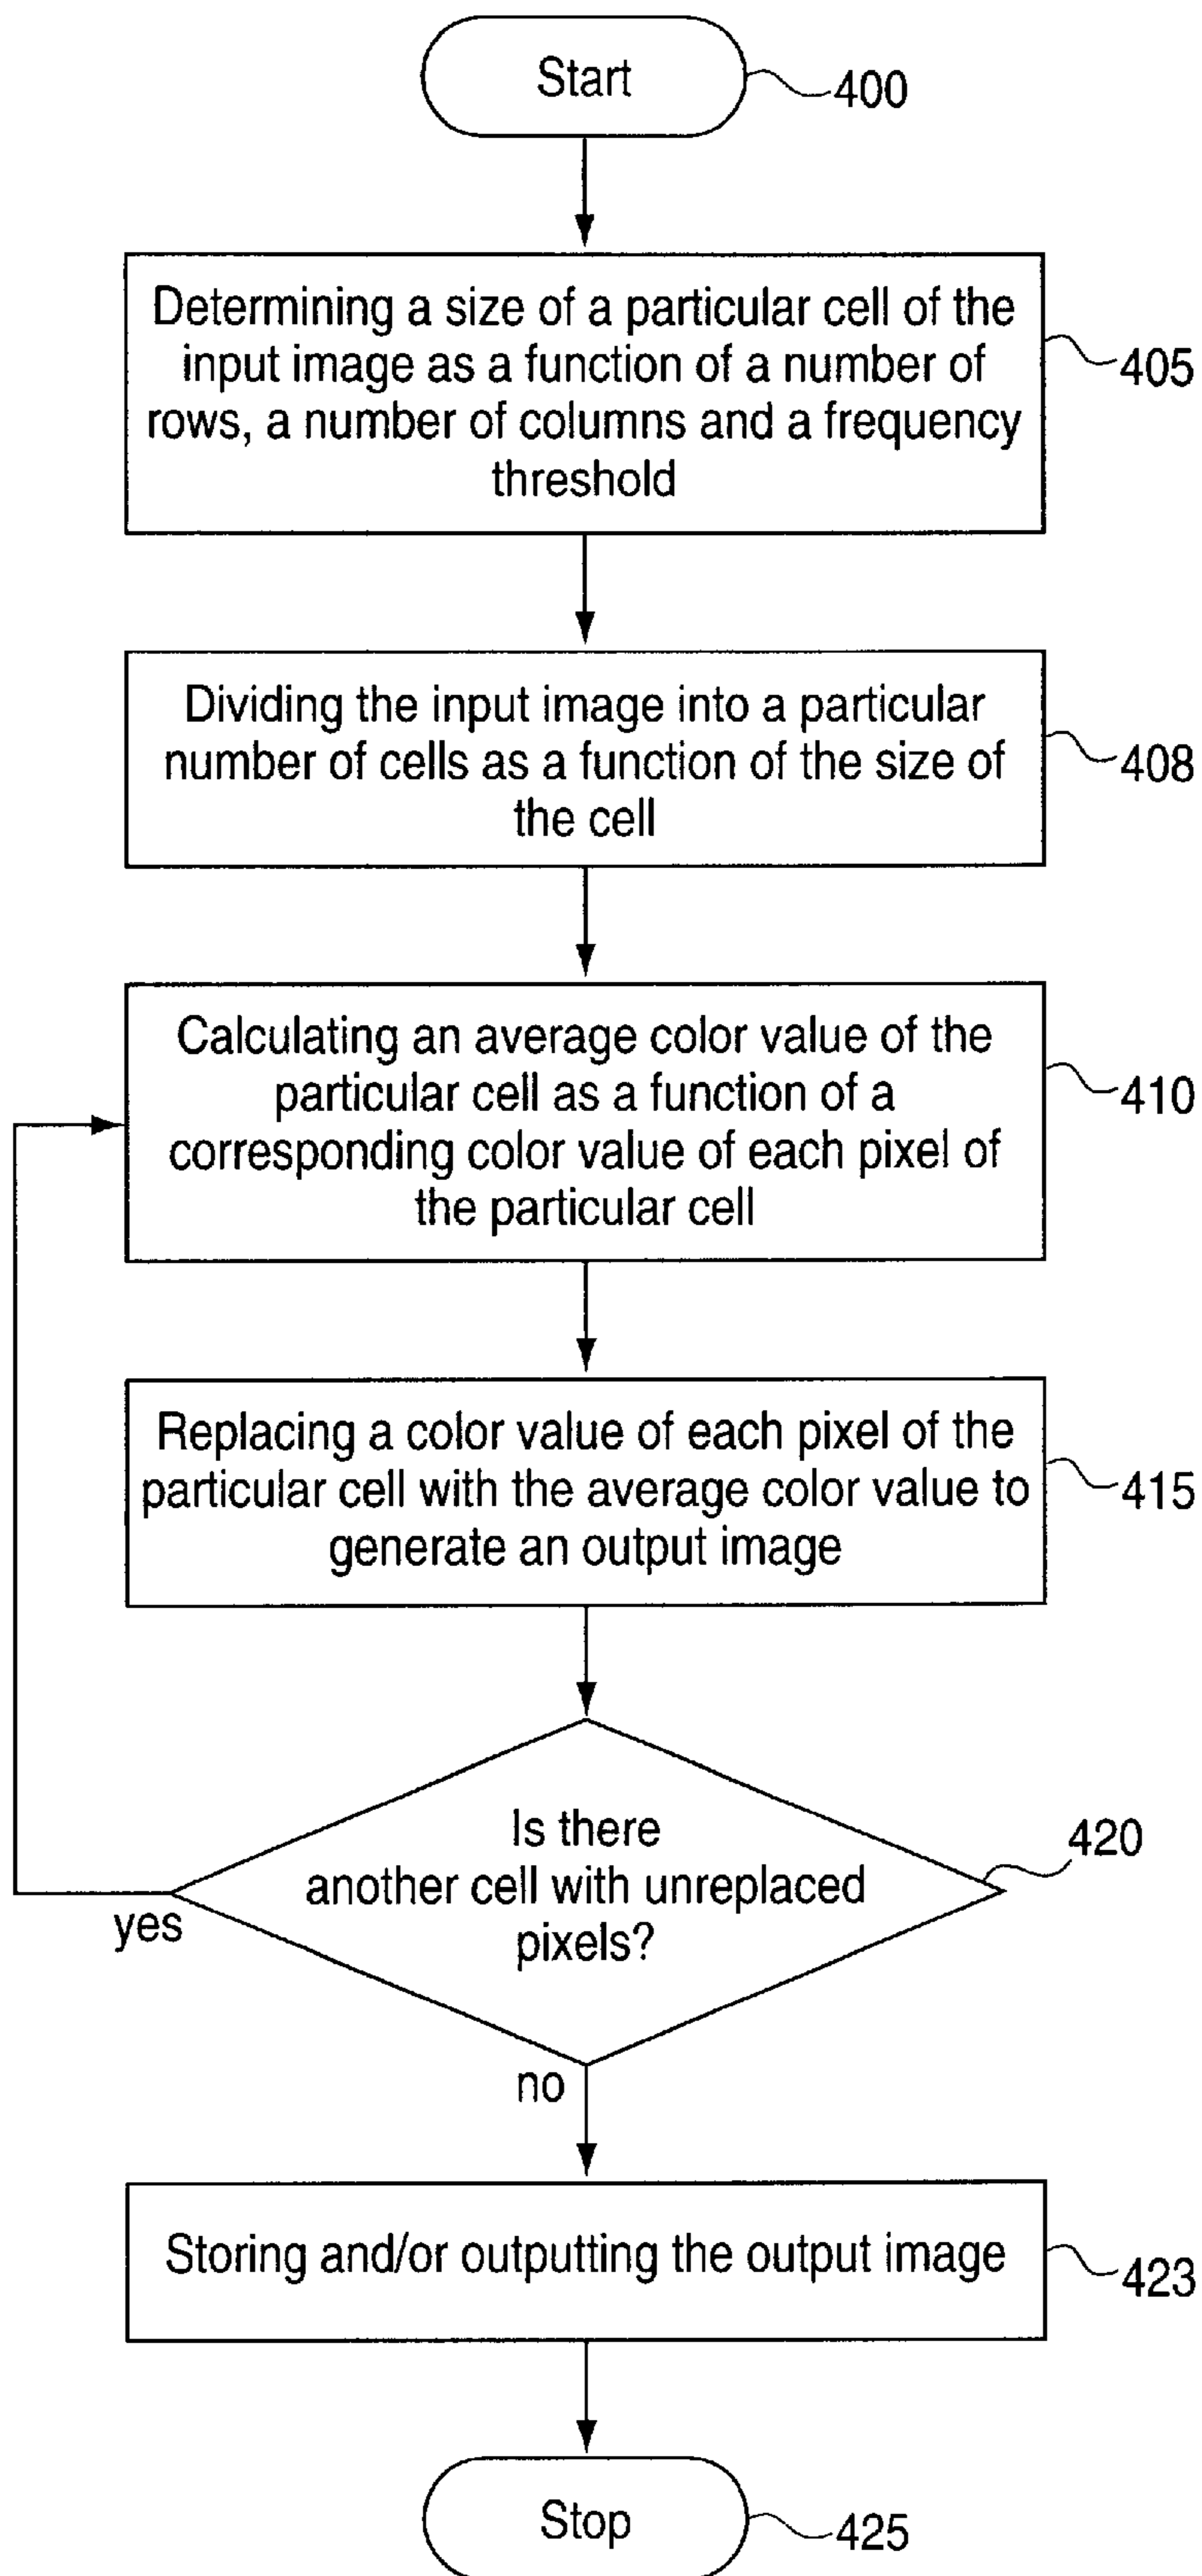 Start
400
Determining a size of a particular cell of the
input image as a function of a number of
rows, a number of columns and a frequency
threshold
405
Dividing the input image into a particular
number of cells as a function of the size of
the cell
408
Calculating an average color value of the
particular cell as a function of a
corresponding color value of each pixel of
the particular cell
410
Replacing a color value of each pixel of the
particular cell with the average color value to
generate an output image
415
Is there
another cell with unreplaced
pixels?
420
yes
no
Storing and/or outputting the output image
423
Stop
425